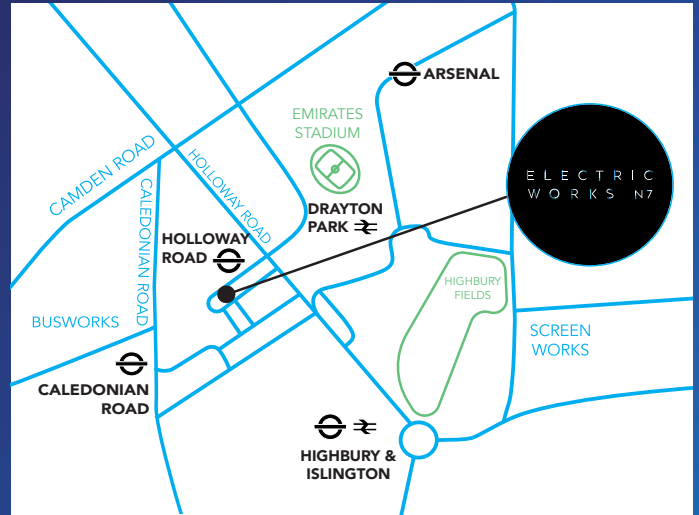 ARSENAL
EMIRATES
STADIUM
ELECTRIC
WORKS N7
CAMDEN ROAD
HOLLOWAY ROAD
CALEDONIAN ROAD
DRAYTON
PARK
HOLLOWAY
ROAD
HIGHBURY
FIELDS
BUSWORKS
SCREEN
WORKS
CALEDONIAN
ROAD
HIGHBURY &
ISLINGTON